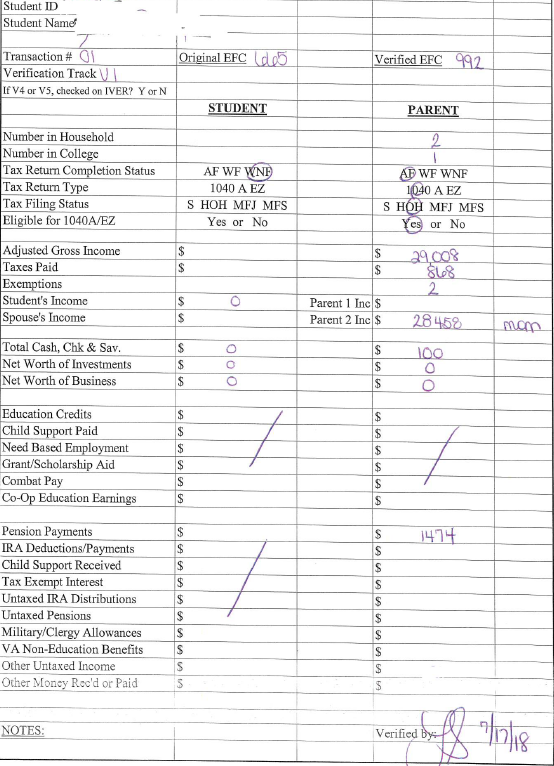 Student ID
Student Name
Transaction # 01 Original EFC 1665 Verified EFC 992
Verification Track V1
If V4 or V5, checked on IVER? Y or N
STUDENT PARENT
Number in Household 2
Number in College 1
Tax Return Completion Status AF WF WNF AF WF WNF
Tax Return Type 1040 A EZ 1040 A EZ
Tax Filing Status S HOH MFJ MFS S HOH MFJ MFS
Eligible for 1040A/EZ Yes or No Yes or No
Adjusted Gross Income $ $ 29,008
Taxes Paid $ $ 868
Exemptions 2
Student's Income $ 0 Parent 1 Inc $
Spouse's Income $ Parent 2 Inc $ 28458 mom
Total Cash, Chk & Sav. $ 0 $ 100
Net Worth of Investments $ 0 $ 0
Net Worth of Business $ 0 $ 0
Education Credits $ $
Child Support Paid $ $
Need Based Employment $ $
Grant/Scholarship Aid $ $
Combat Pay $ $
Co-Op Education Earnings $ $
Pension Payments $ $ 1474
IRA Deductions/Payments $ $
Child Support Received $ $
Tax Exempt Interest $ $
Untaxed IRA Distributions $ $
Untaxed Pensions $ $
Military/Clergy Allowances $ $
VA Non-Education Benefits $ $
Other Untaxed Income $ $
Other Money Rec'd or Paid $ $
NOTES: Verified By: 7/17/18